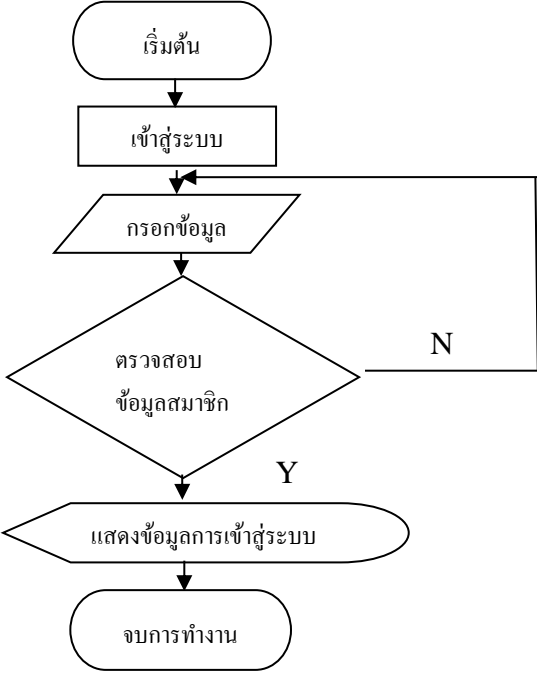 เริ่มต้น
เข้าสู่ระบบ
กรอกข้อมูล
ตรวจสอบ
ข้อมูลสมาชิก
N
Y
แสดงข้อมูลการเข้าสู่ระบบ
จบการทำงาน